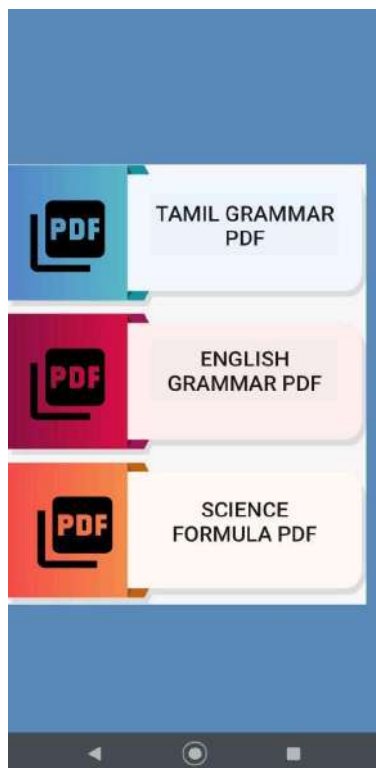 PDF
TAMIL GRAMMAR
PDF
PDF
ENGLISH
GRAMMAR PDF
PDF
SCIENCE
FORMULA PDF